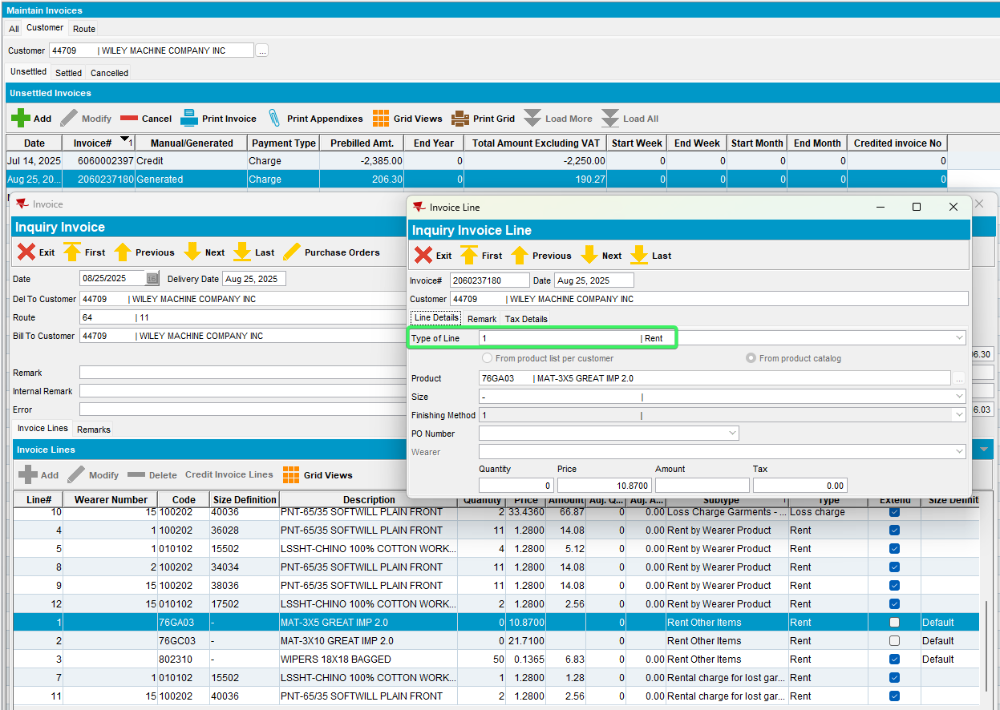 Maintain Invoices
All Customer Route
Customer 44709 | WILEY MACHINE COMPANY INC ...
Unsettled Settled Cancelled
Unsettled Invoices
Add Modify Cancel Print Invoice Print Appendixes Grid Views Print Grid Load More Load All
Date Invoice# 1 Manual/Generated Payment Type Prebilled Amt. End Year Total Amount Excluding VAT Start Week End Week Start Month End Month Credited invoice No
Jul 14, 2025 6060002397 Credit Charge -2,385.00 0 -2,250.00 0 0 0 0 0
Aug 25, 20... 2060237180 Generated Charge 206.30 0 190.27 0 0 0 0 0
Invoice
Inquiry Invoice
Exit First Previous Next Last Purchase Orders
Date 08/25/2025 Delivery Date Aug 25, 2025
Del To Customer 44709 | WILEY MACHINE COMPANY INC
Route 64 | 11
Bill To Customer 44709 | WILEY MACHINE COMPANY INC
6.30
Remark
Internal Remark
Error 6.03
Invoice Lines Remarks
Invoice Lines
Add Modify Delete Credit Invoice Lines Grid Views
Invoice Line
Inquiry Invoice Line
Exit First Previous Next Last
Invoice# 2060237180 Date Aug 25, 2025
Customer 44709 | WILEY MACHINE COMPANY INC
Line Details Remark Tax Details
Type of Line 1 | Rent
From product list per customer From product catalog
Product 76GA03 | MAT-3X5 GREAT IMP 2.0 ...
Size - |
Finishing Method 1 |
PO Number
Wearer
Quantity Price Amount Tax
0 10.8700 0.00
Line# Wearer Number Code Size Definition Description Quantity Price Amount Adj. Q... Adj. A... Subtype Type Extend Size Definiti
10 15 100202 40036 PNT-65/35 SOFTWILL PLAIN FRONT 2 33.4360 66.87 0 0.00 Loss Charge Garments - ... Loss charge
4 1 100202 36028 PNT-65/35 SOFTWILL PLAIN FRONT 11 1.2800 14.08 0 0.00 Rent by Wearer Product Rent
5 1 010102 15502 LSSHT-CHINO 100% COTTON WORK... 4 1.2800 5.12 0 0.00 Rent by Wearer Product Rent
8 2 100202 34034 PNT-65/35 SOFTWILL PLAIN FRONT 11 1.2800 14.08 0 0.00 Rent by Wearer Product Rent
9 15 100202 38036 PNT-65/35 SOFTWILL PLAIN FRONT 11 1.2800 14.08 0 0.00 Rent by Wearer Product Rent
12 15 010102 17502 LSSHT-CHINO 100% COTTON WORK... 2 1.2800 2.56 0 0.00 Rent by Wearer Product Rent
1 76GA03 - MAT-3X5 GREAT IMP 2.0 0 10.8700 0 Rent Other Items Rent Default
2 76GC03 - MAT-3X10 GREAT IMP 2.0 0 21.7100 0 Rent Other Items Rent Default
3 802310 - WIPERS 18X18 BAGGED 50 0.1365 6.83 0 0.00 Rent Other Items Rent Default
7 1 010102 15502 LSSHT-CHINO 100% COTTON WORK... 1 1.28 1.28 0 0.00 Rental charge for lost gar... Rent
11 15 100202 40036 PNT-65/35 SOFTWILL PLAIN FRONT 2 1.2800 2.56 0 0.00 Rental charge for lost gar... Rent